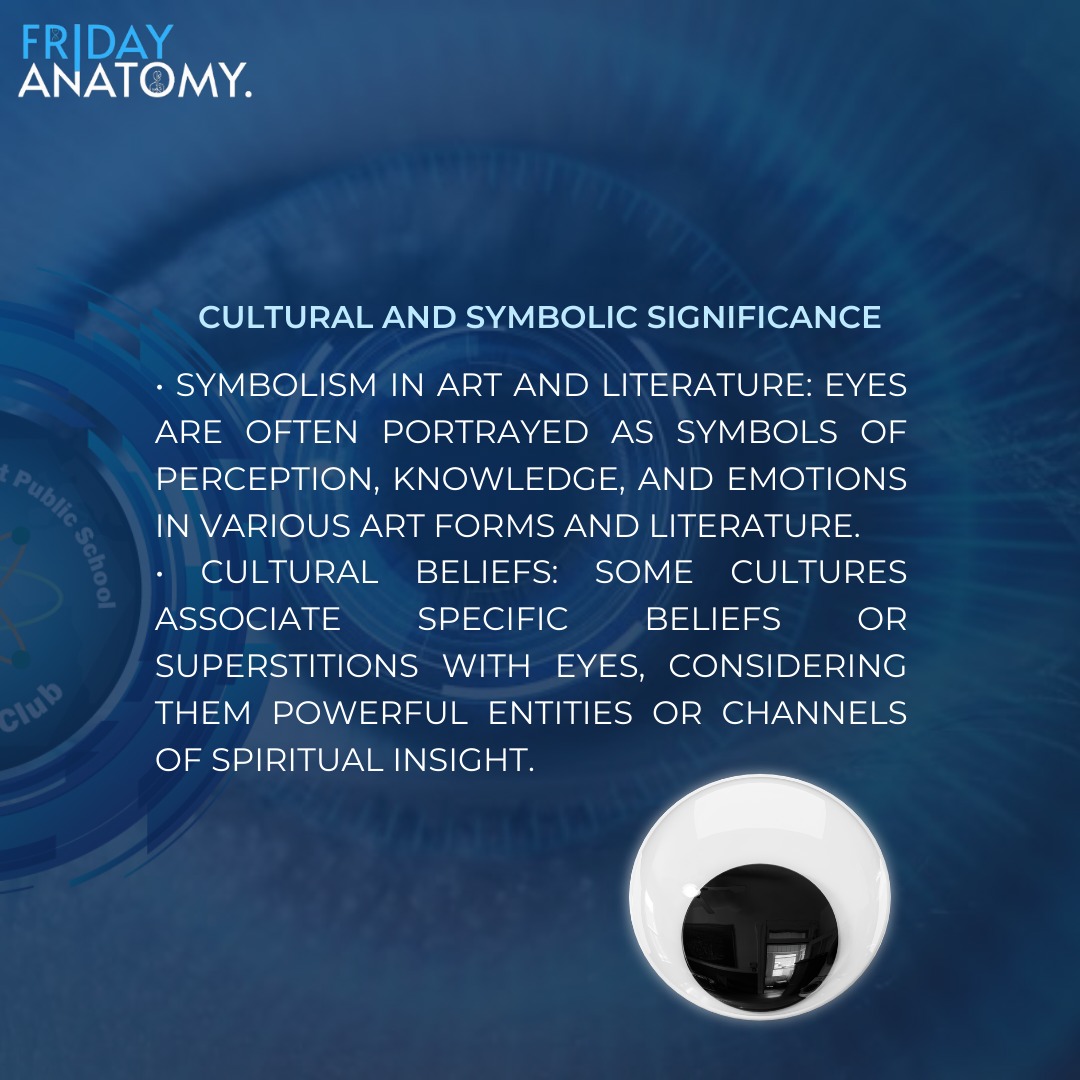 FRIDAY
ANATOMY.
CULTURAL AND SYMBOLIC SIGNIFICANCE
• SYMBOLISM IN ART AND LITERATURE: EYES
ARE OFTEN PORTRAYED AS SYMBOLS OF
PERCEPTION, KNOWLEDGE, AND EMOTIONS
IN VARIOUS ART FORMS AND LITERATURE.
• CULTURAL BELIEFS: SOME CULTURES
ASSOCIATE SPECIFIC BELIEFS OR
SUPERSTITIONS WITH EYES, CONSIDERING
THEM POWERFUL ENTITIES OR CHANNELS
OF SPIRITUAL INSIGHT.
Public School
Club